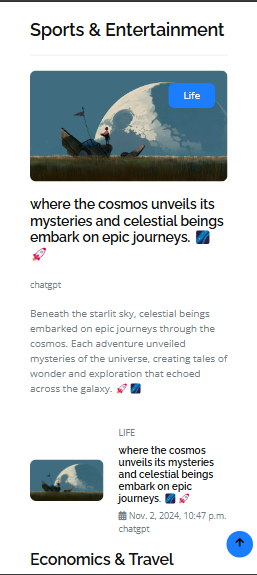 Sports & Entertainment
Life
where the cosmos unveils its
mysteries and celestial beings
embark on epic journeys. 🌌
🚀
chatgpt
Beneath the starlit sky, celestial beings
embarked on epic journeys through the
cosmos. Each adventure unveiled
mysteries of the universe, creating tales of
wonder and exploration that echoed
across the galaxy. 🚀 🌌
LIFE
where the cosmos
unveils its mysteries
and celestial beings
embark on epic
journeys. 🌌 🚀
Nov. 2, 2024, 10:47 p.m.
chatgpt
Economics & Travel